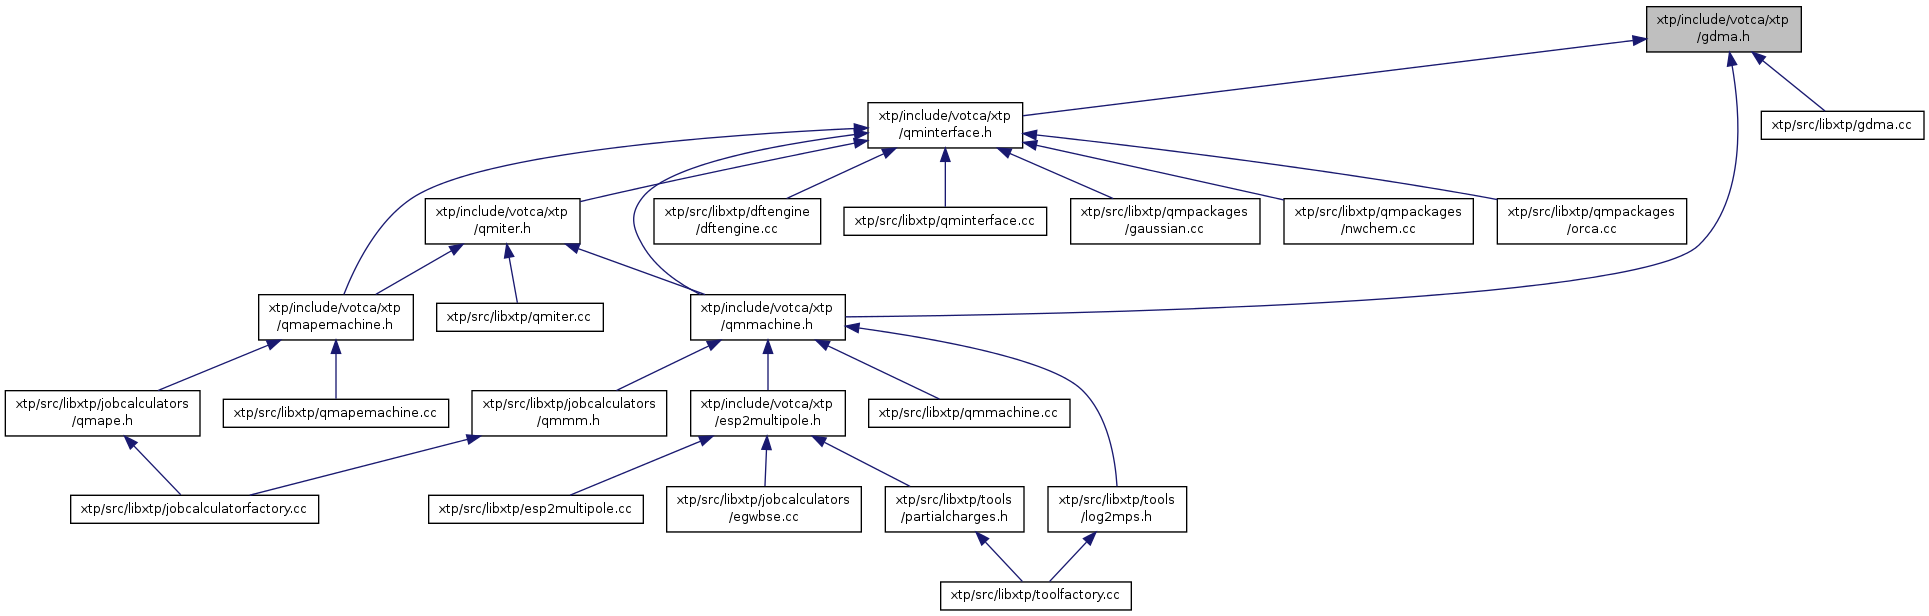 xtp/include/votca/xtp
/gdma.h
xtp/include/votca/xtp
/qminterface.h
xtp/src/libxtp/gdma.cc
xtp/include/votca/xtp
/qmiter.h
xtp/src/libxtp/dftengine
/dftengine.cc
xtp/src/libxtp/qminterface.cc
xtp/src/libxtp/qmpackages
/gaussian.cc
xtp/src/libxtp/qmpackages
/nwchem.cc
xtp/src/libxtp/qmpackages
/orca.cc
xtp/include/votca/xtp
/qmapemachine.h
xtp/src/libxtp/qmiter.cc
xtp/include/votca/xtp
/qmmachine.h
xtp/src/libxtp/jobcalculators
/qmape.h
xtp/src/libxtp/qmapemachine.cc
xtp/src/libxtp/jobcalculators
/qmmm.h
xtp/include/votca/xtp
/esp2multipole.h
xtp/src/libxtp/qmmachine.cc
xtp/src/libxtp/jobcalculatorfactory.cc
xtp/src/libxtp/esp2multipole.cc
xtp/src/libxtp/jobcalculators
/egwbse.cc
xtp/src/libxtp/tools
/partialcharges.h
xtp/src/libxtp/tools
/log2mps.h
xtp/src/libxtp/toolfactory.cc